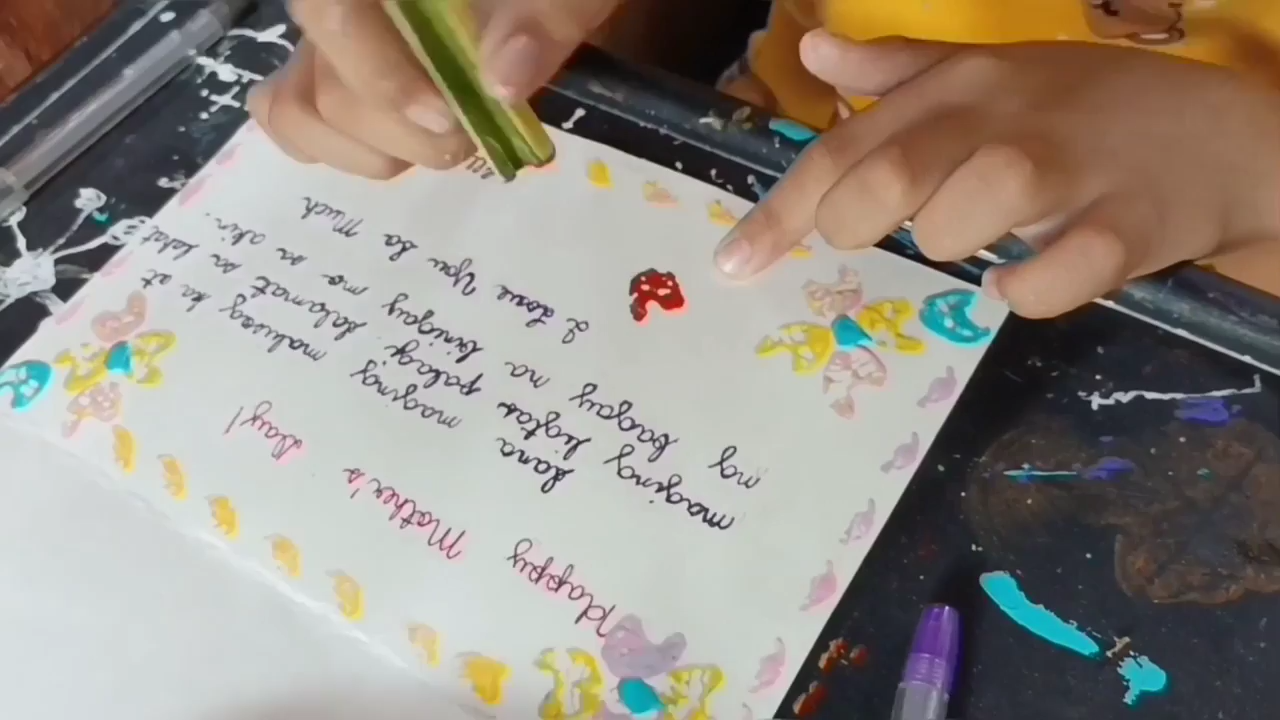 Happy Mother's Day!
Sana maging malusog ka at
maging ligtas palagi. Salamat sa lahat
ng bagay na binigay mo sa akin.
I Love You So Much